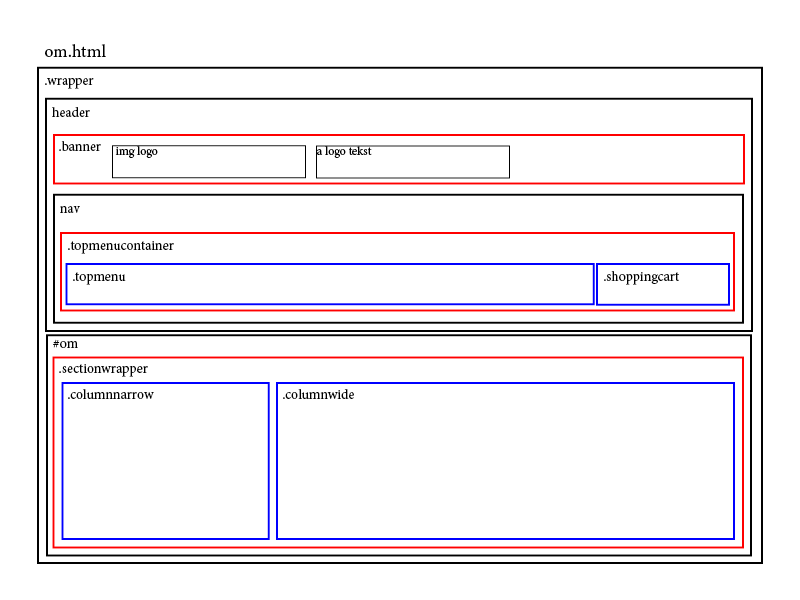 om.html
.wrapper
header
.banner
img logo
a logo tekst
nav
.topmenucontainer
.topmenu
.shoppingcart
#om
.sectionwrapper
.columnnarrow
.columnwide